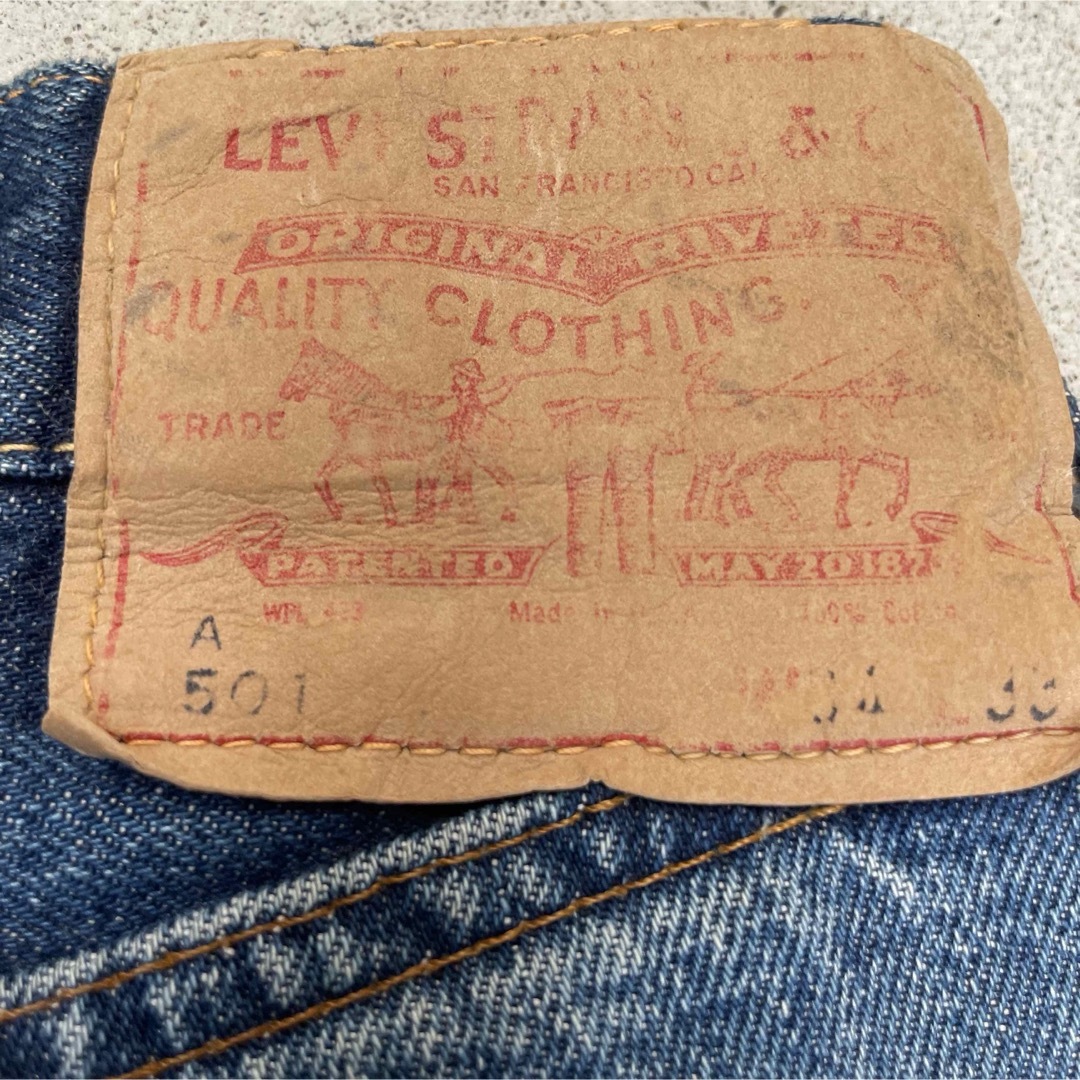 LEVI STRAUSS & CO
SAN FRANCISCO CAL
ORIGINAL RIVETED
QUALITY CLOTHING.
TRADE
PATENTED MAY 20 1873
WPL 423 Made in U.S.A. 100% Cotton
A
501 34 33